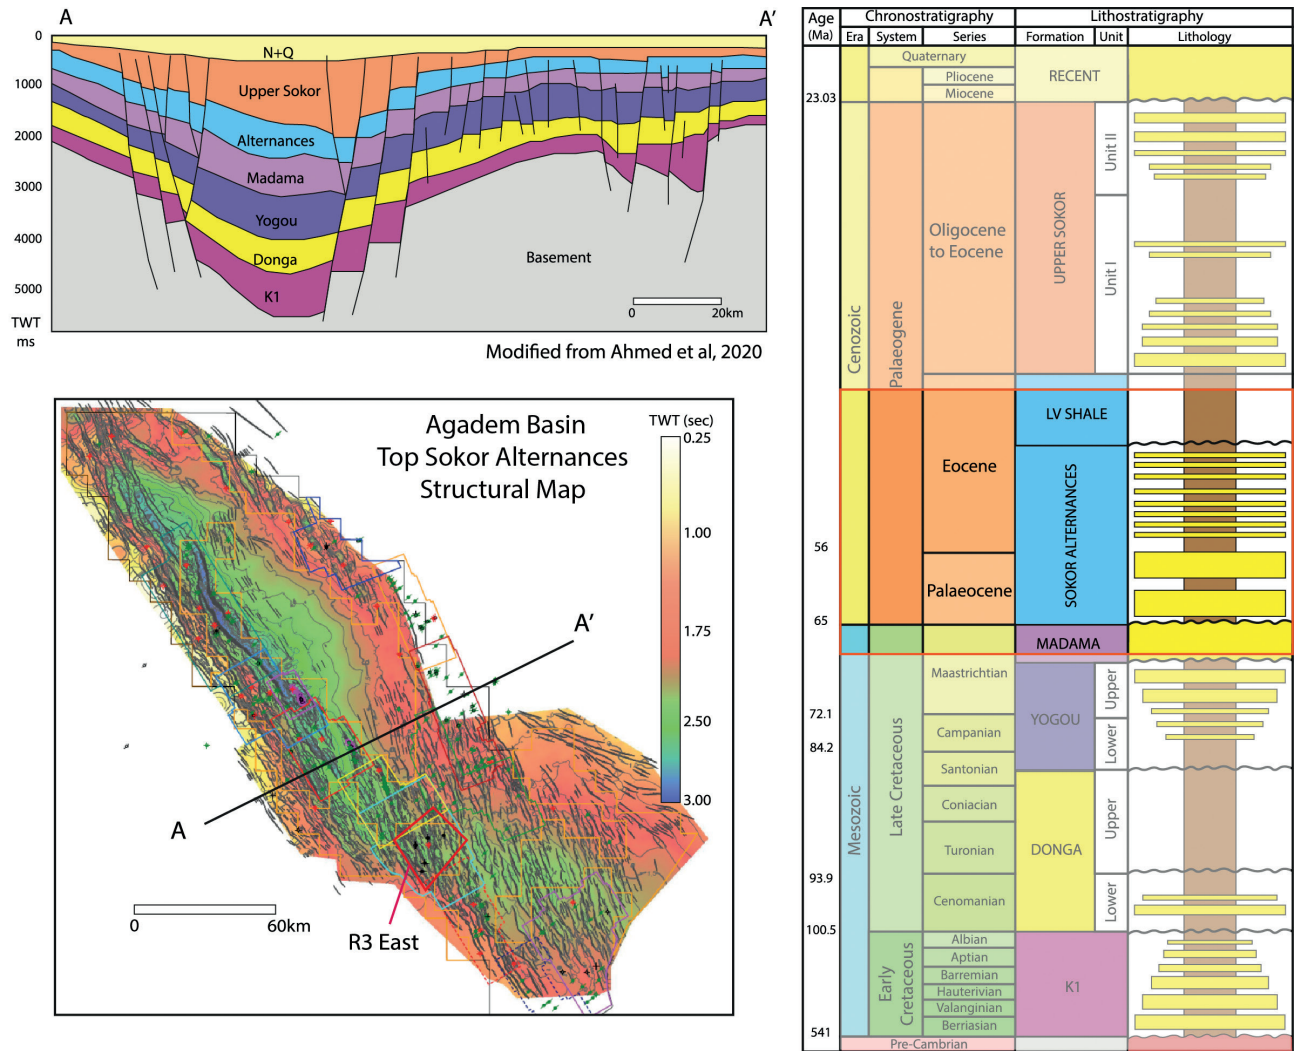 A
A'
0
1000
2000
3000
4000
5000
TWT
ms
N+Q
Upper Sokor
Alternances
Madama
Yogou
Donga
K1
Basement
0
20km
Modified from Ahmed et al, 2020
Agadem Basin
Top Sokor Alternances
Structural Map
TWT (sec)
0.25
1.00
1.75
2.50
3.00
A'
A
0
60km
R3 East
Age
(Ma)
Chronostratigraphy
Lithostratigraphy
Era
System
Series
Formation
Unit
Lithology
23.03
56
65
72.1
84.2
93.9
100.5
541
Cenozoic
Mesozoic
Quaternary
Palaeogene
Late Cretaceous
Early
Cretaceous
Pre-Cambrian
Pliocene
Miocene
Oligocene
to Eocene
Eocene
Palaeocene
Maastrichtian
Campanian
Santonian
Coniacian
Turonian
Cenomanian
Albian
Aptian
Barremian
Hauterivian
Valanginian
Berriasian
RECENT
UPPER SOKOR
LV SHALE
SOKOR ALTERNANCES
MADAMA
YOGOU
DONGA
K1
Unit II
Unit I
Upper
Lower
Upper
Lower